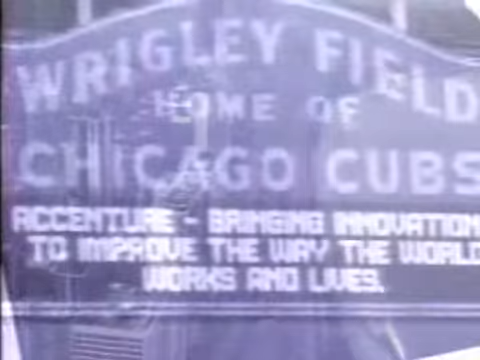 WRIGLEY FIELD
HOME OF
CHICAGO CUBS
ACCENTURE - BRINGING INNOVATION
TO IMPROVE THE WAY THE WORLD
WORKS AND LIVES.